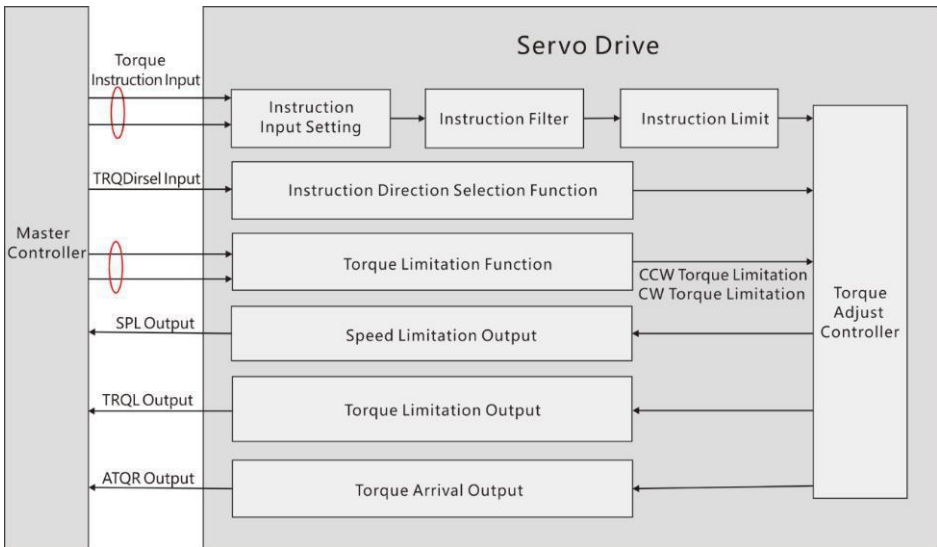 Servo Drive
Torque
Instruction Input
Instruction
Input Setting
Instruction Filter
Instruction Limit
TRQDirsel Input
Instruction Direction Selection Function
Master
Controller
Torque Limitation Function
CCW Torque Limitation
CW Torque Limitation
Torque
Adjust
Controller
SPL Output
Speed Limitation Output
TRQL Output
Torque Limitation Output
ATQR Output
Torque Arrival Output